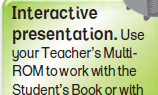 Interactive
presentation. Use
your Teacher's Multi-
ROM to work with the
Student's Book or with